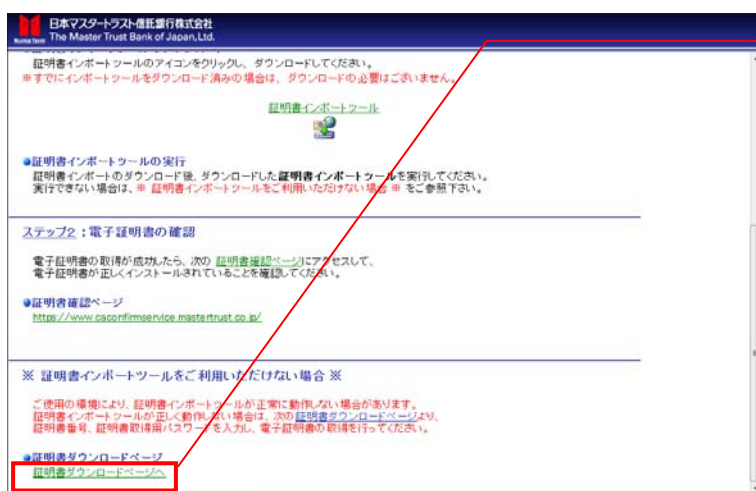 日本マスタートラスト信託銀行株式会社
The Master Trust Bank of Japan,Ltd.
証明書インポートツールのアイコンをクリックし、ダウンロードしてください。
※すでにインポートツールをダウンロード済みの場合は、ダウンロードの必要はございません。
証明書インポートツール
●証明書インポートツールの実行
証明書インポートのダウンロード後、ダウンロードした証明書インポートツールを実行してください。
実行できない場合は、※ 証明書インポートツールをご利用いただけない場合 ※ をご参照下さい。
ステップ2：電子証明書の確認
電子証明書の取得が成功したら、次の 証明書確認ページにアクセスして、
電子証明書が正しくインストールされていることを確認してください。
●証明書確認ページ
https://www.caconfirmservice.mastertrust.co.jp/
※ 証明書インポートツールをご利用いただけない場合 ※
ご使用の環境により、証明書インポートツールが正常に動作しない場合があります。
証明書インポートツールが正しく動作しない場合は、次の証明書ダウンロードページより、
証明書番号、証明書取得用パスワードを入力し、電子証明書の取得を行ってください。
●証明書ダウンロードページ
証明書ダウンロードページへ